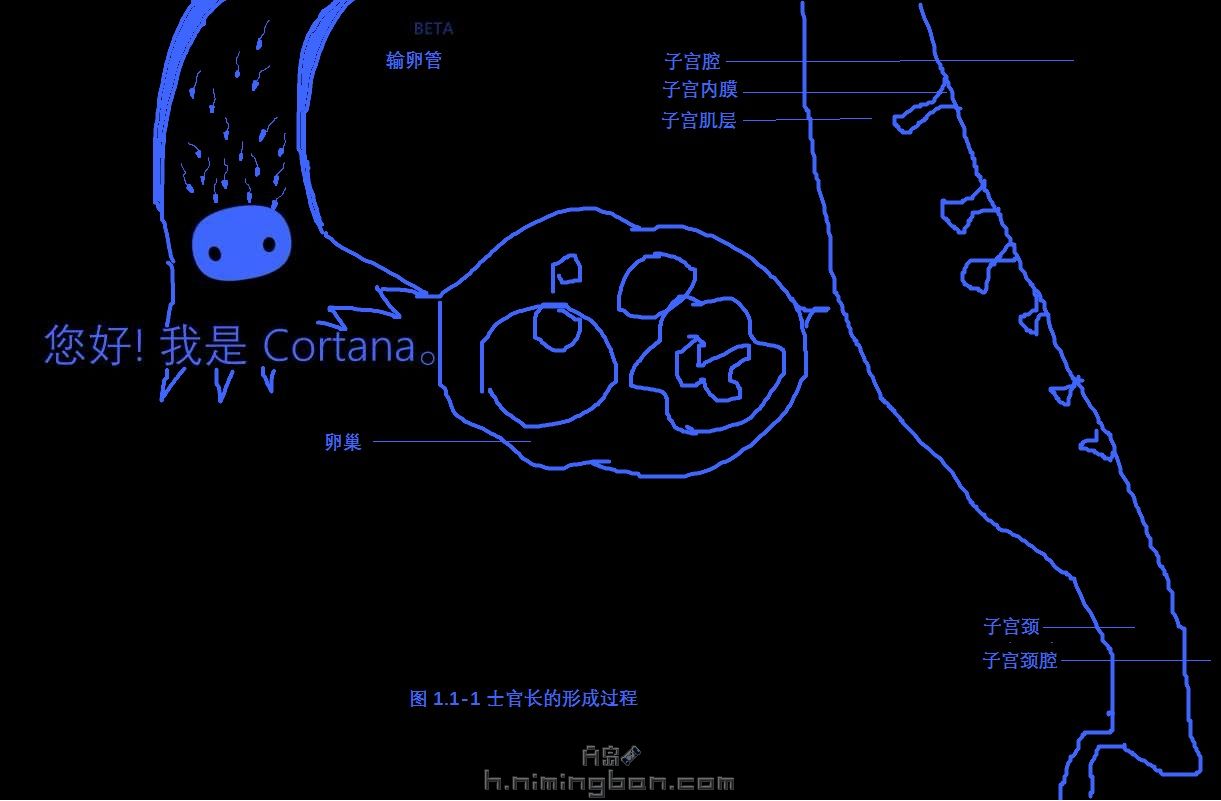 BETA
输卵管
子宫腔
子宫内膜
子宫肌层
您好! 我是 Cortana。
卵巢
子宫颈
子宫颈腔
图 1.1-1 士官长的形成过程
A岛
h.nimingban.com